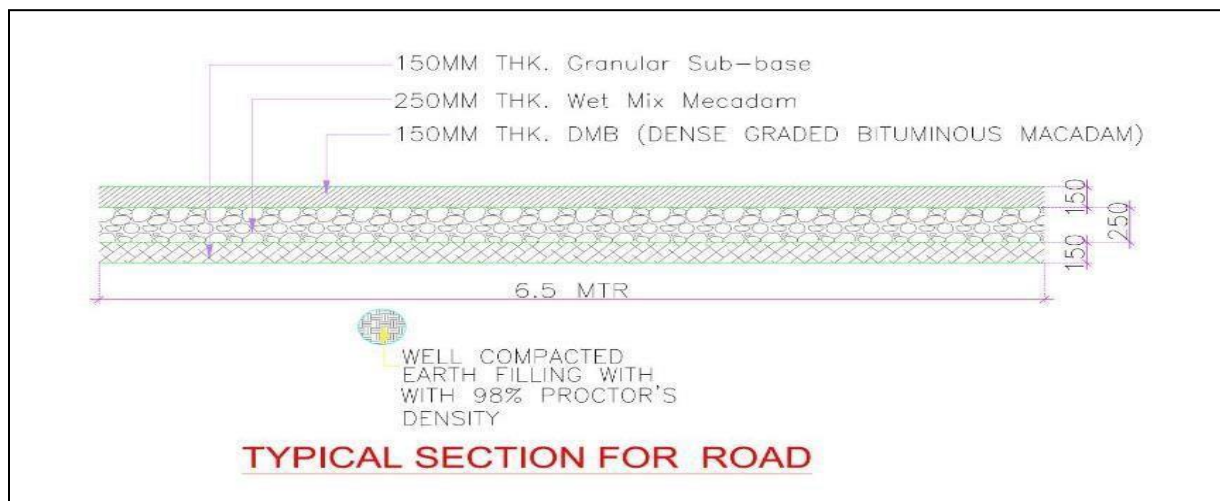 150MM THK. Granular Sub-base
250MM THK. Wet Mix Mecadam
150MM THK. DMB (DENSE GRADED BITUMINOUS MACADAM)
150
250
150
6.5 MTR
WELL COMPACTED
EARTH FILLING WITH
WITH 98% PROCTOR'S
DENSITY
TYPICAL SECTION FOR ROAD